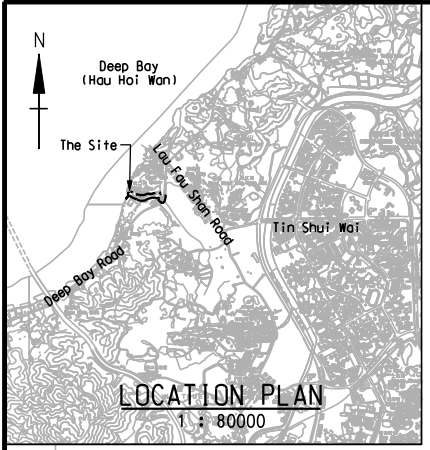 N
Deep Bay
(Hau Hoi Wan)
The Site
Lau Fau Shan Road
Tin Shui Wai
Deep Bay Road
LOCATION PLAN
1 : 80000